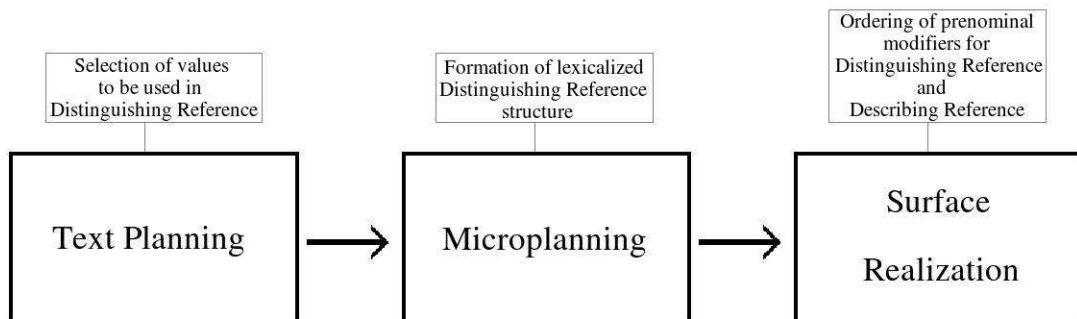 Selection of values
to be used in
Distinguishing Reference
Text Planning
Formation of lexicalized
Distinguishing Reference
structure
Microplanning
Ordering of prenominal
modifiers for
Distinguishing Reference
and
Describing Reference
Surface
Realization